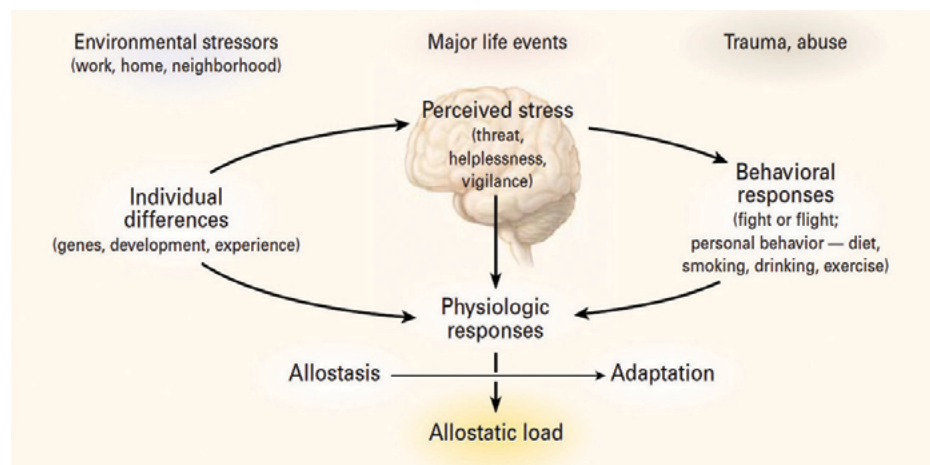 Environmental stressors
(work, home, neighborhood)
Major life events
Trauma, abuse
Perceived stress
(threat,
helplessness,
vigilance)
Individual
differences
(genes, development, experience)
Behavioral
responses
(fight or flight;
personal behavior — diet,
smoking, drinking, exercise)
Physiologic
responses
Allostasis
Adaptation
Allostatic load